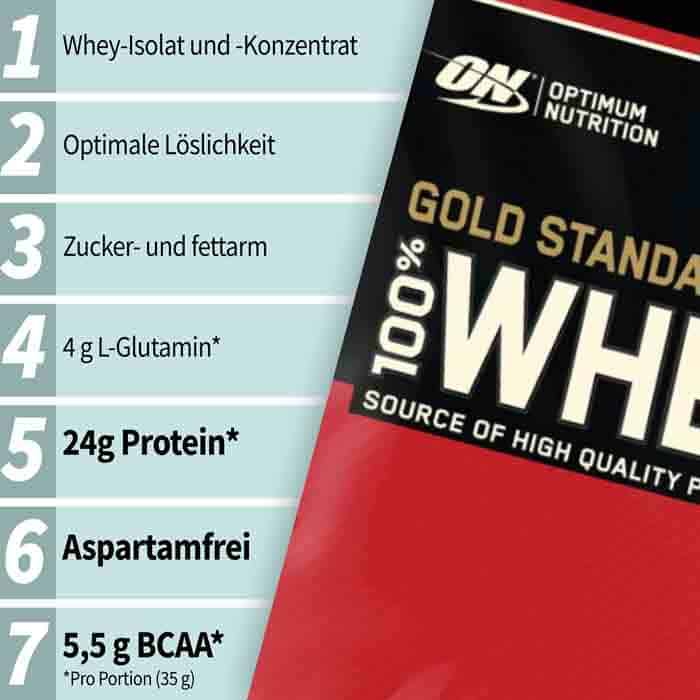 1 Whey-Isolat und -Konzentrat
2 Optimale Löslichkeit
3 Zucker- und fettarm
4 4 g L-Glutamin*
5 24g Protein*
6 Aspartamfrei
7 5,5 g BCAA*
*Pro Portion (35 g)
ON
OPTIMUM
NUTRITION
GOLD STANDA
100%
WHE
SOURCE OF HIGH QUALITY P